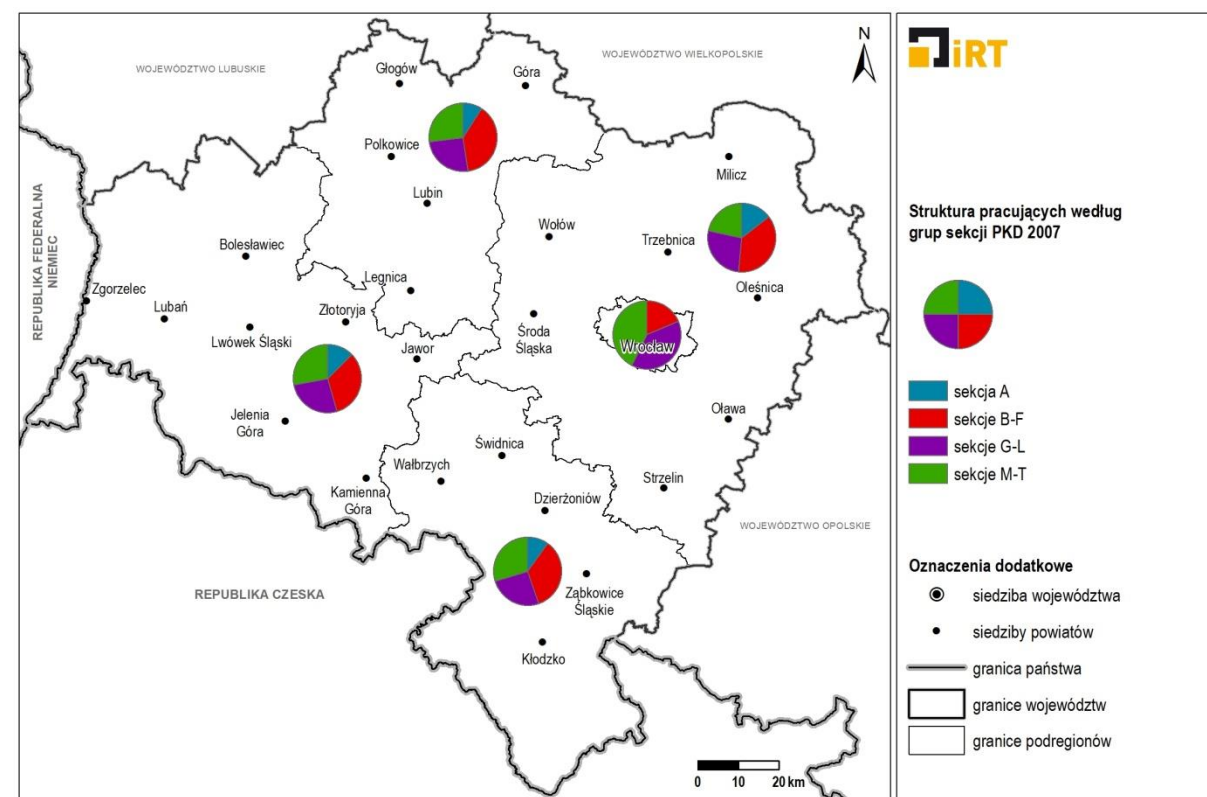 WOJEWÓDZTWO LUBUSKIE
WOJEWÓDZTWO WIELKOPOLSKIE
N
Głogów
Góra
Polkowice
Milicz
Lubin
Wołów
Trzebnica
Bolesławiec
REPUBLIKA FEDERALNA
NIEMIEC
Legnica
Oleśnica
Zgorzelec
Lubań
Złotoryja
Lwówek Śląski
Środa
Śląska
Wrocław
Jawor
Jelenia
Góra
Oława
Świdnica
Wałbrzych
Kamienna
Góra
Strzelin
Dzierżoniów
WOJEWÓDZTWO OPOLSKIE
REPUBLIKA CZESKA
Ząbkowice
Śląskie
Kłodzko
0 10 20 km
iRT
Struktura pracujących według
grup sekcji PKD 2007
sekcja A
sekcje B-F
sekcje G-L
sekcje M-T
Oznaczenia dodatkowe
siedziba województwa
siedziby powiatów
granica państwa
granice województw
granice podregionów